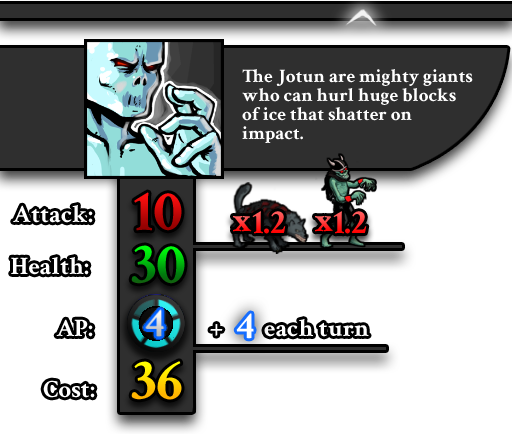 The Jotun are mighty giants
who can hurl huge blocks
of ice that shatter on
impact.
Attack: 10 x1.2 x1.2
Health: 30
AP: 4 + 4 each turn
Cost: 36